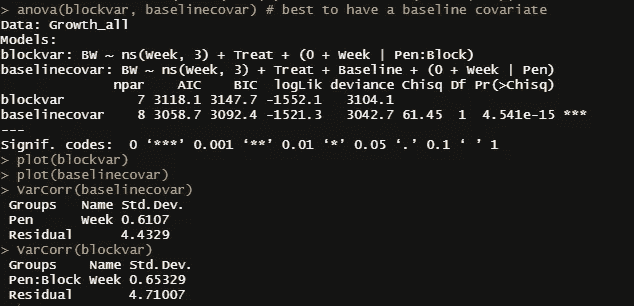 > anova(blockvar, baselinecovar) # best to have a baseline covariate
Data: Growth_all
Models:
blockvar: BW ~ ns(Week, 3) + Treat + (0 + Week | Pen:Block)
baselinecovar: BW ~ ns(Week, 3) + Treat + Baseline + (0 + Week | Pen)
npar AIC BIC logLik deviance Chisq Df Pr(>Chisq)
blockvar 7 3118.1 3147.7 -1552.1 3104.1
baselinecovar 8 3058.7 3092.4 -1521.3 3042.7 61.45 1 4.541e-15 ***
---
Signif. codes: 0 ‘***’ 0.001 ‘**’ 0.01 ‘*’ 0.05 ‘.’ 0.1 ‘ ’ 1
> plot(blockvar)
> plot(baselinecovar)
> VarCorr(baselinecovar)
Groups Name Std.Dev.
Pen Week 0.6107
Residual 4.4329
> VarCorr(blockvar)
Groups Name Std.Dev.
Pen:Block Week 0.65329
Residual 4.71007